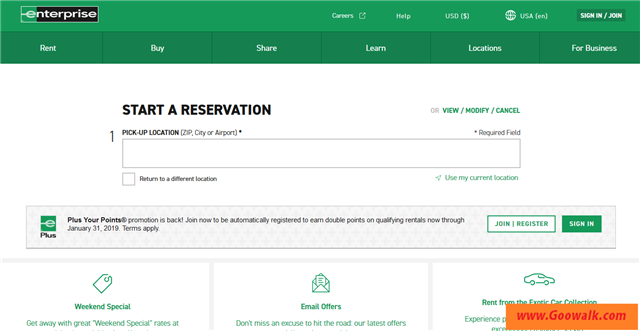 enterprise
Careers
Help
USD ($)
USA (en)
SIGN IN / JOIN
Rent
Buy
Share
Learn
Locations
For Business
START A RESERVATION
OR VIEW / MODIFY / CANCEL
1
PICK-UP LOCATION (ZIP, City or Airport) *
* Required Field
Return to a different location
Use my current location
e
Plus
Plus Your Points® promotion is back! Join now to be automatically registered to earn double points on qualifying rentals now through
January 31, 2019. Terms apply.
JOIN | REGISTER
SIGN IN
Weekend Special
Get away with great "Weekend Special" rates at
Email Offers
Don't miss an excuse to hit the road: our latest offers
Rent from the Exotic Car Collection
Experience
www.Goowalk.com